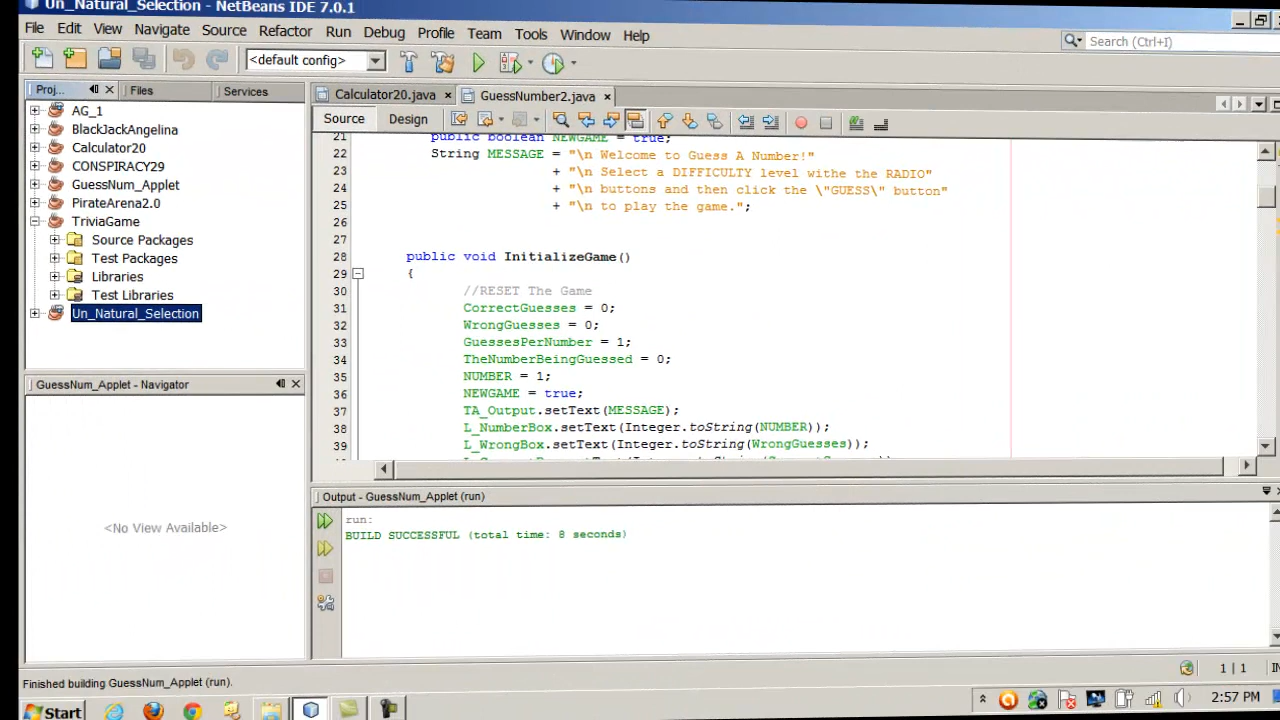 Un_Natural_Selection - NetBeans IDE 7.0.1
File Edit View Navigate Source Refactor Run Debug Profile Team Tools Window Help
Search (Ctrl+I)
<default config>
Proj... Files Services
Calculator20.java GuessNumber2.java
Source Design
AG_1
BlackJackAngelina
Calculator20
CONSPIRACY29
GuessNum_Applet
PirateArena2.0
TriviaGame
Source Packages
Test Packages
Libraries
Test Libraries
Un_Natural_Selection
21 public boolean NEWGAME = true;
22 String MESSAGE = "\n Welcome to Guess A Number!"
23 + "\n Select a DIFFICULTY level withe the RADIO"
24 + "\n buttons and then click the \"GUESS\" button"
25 + "\n to play the game.";
26
27
28 public void InitializeGame()
29 {
30 //RESET The Game
31 CorrectGuesses = 0;
32 WrongGuesses = 0;
33 GuessesPerNumber = 1;
34 TheNumberBeingGuessed = 0;
35 NUMBER = 1;
36 NEWGAME = true;
37 TA_Output.setText(MESSAGE);
38 L_NumberBox.setText(Integer.toString(NUMBER));
39 L_WrongBox.setText(Integer.toString(WrongGuesses));
GuessNum_Applet - Navigator
<No View Available>
Output - GuessNum_Applet (run)
run:
BUILD SUCCESSFUL (total time: 8 seconds)
Finished building GuessNum_Applet (run).
1 | 1
Start
2:57 PM